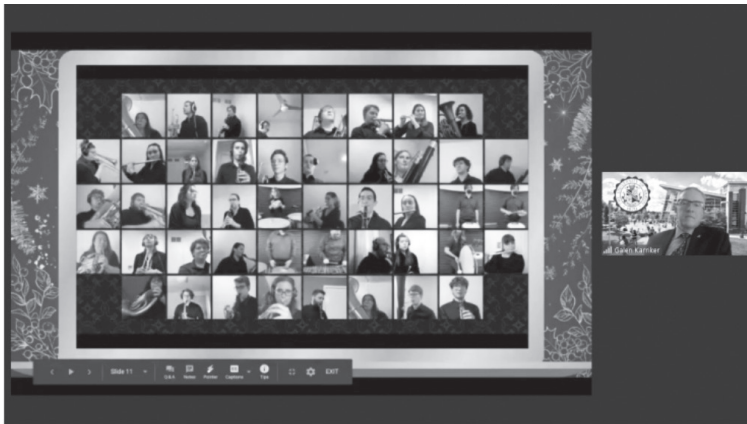 Galen Karriker
Slide 11
Q&A
Notes
Pointer
Captions
Tips
EXIT